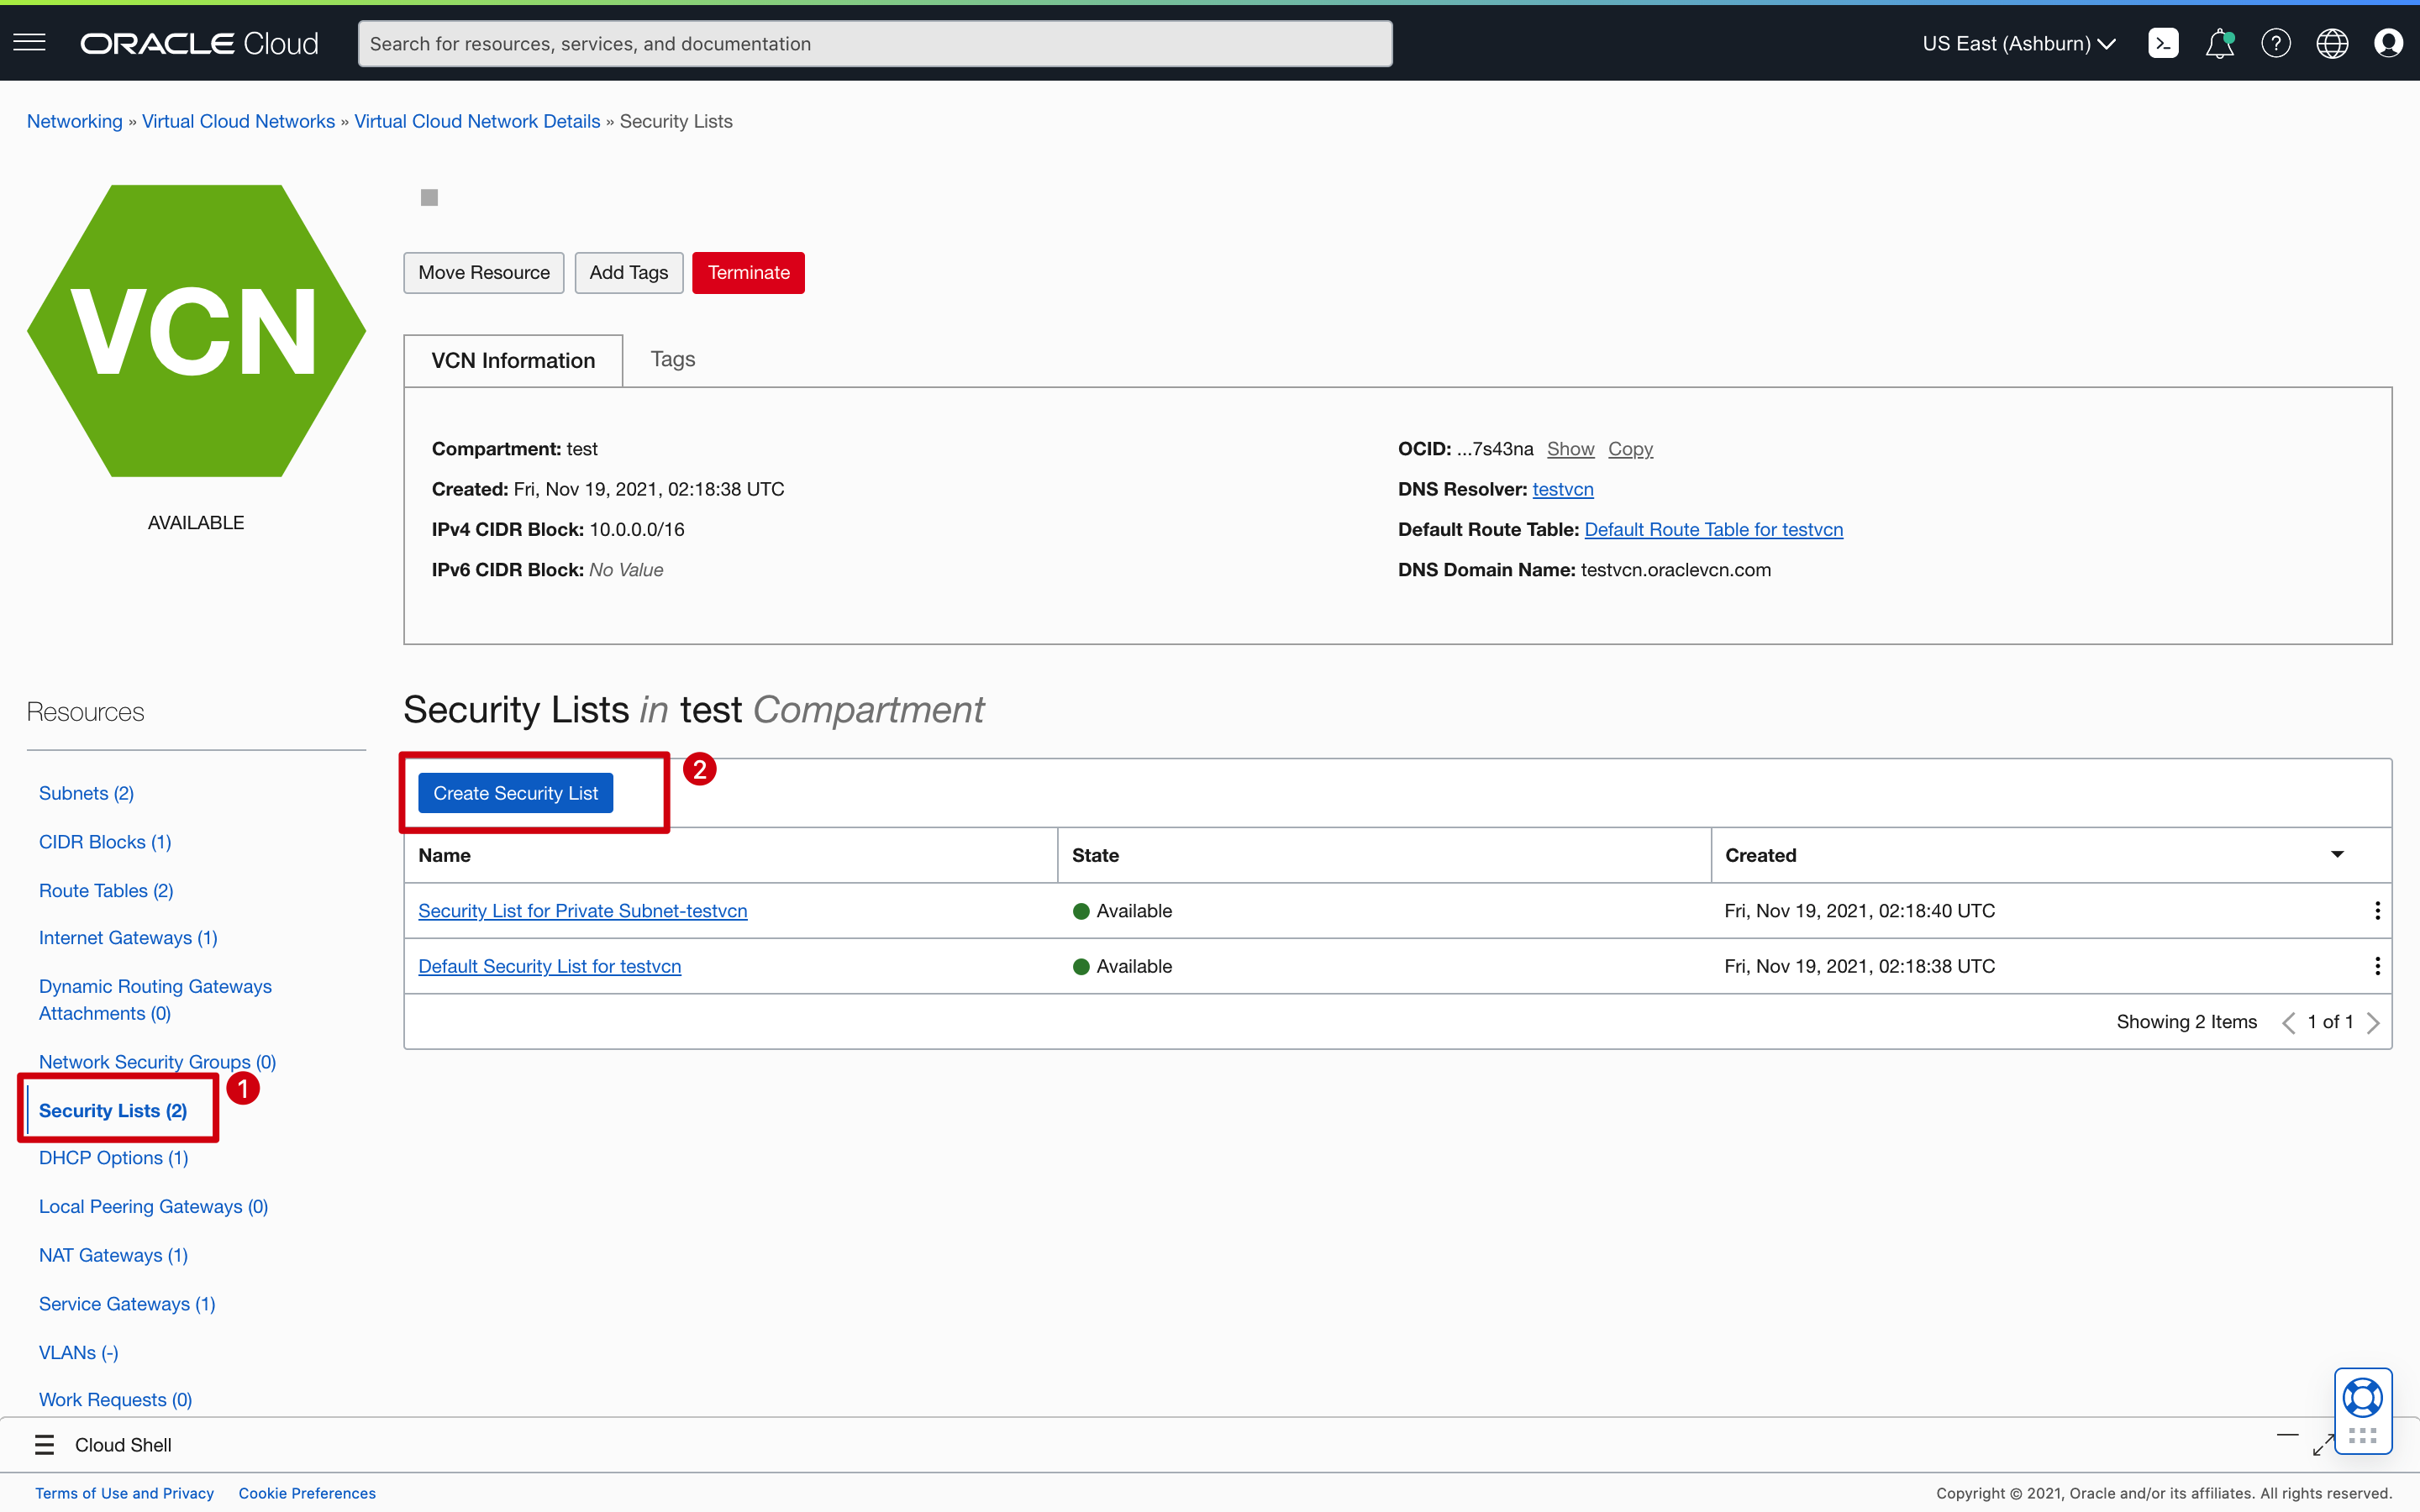 ORACLE Cloud
Search for resources, services, and documentation
US East (Ashburn)
Networking » Virtual Cloud Networks » Virtual Cloud Network Details » Security Lists
VCN
AVAILABLE
Move Resource
Add Tags
Terminate
VCN Information
Tags
Compartment: test
Created: Fri, Nov 19, 2021, 02:18:38 UTC
IPv4 CIDR Block: 10.0.0.0/16
IPv6 CIDR Block: No Value
OCID: ...7s43na Show Copy
DNS Resolver: testvcn
Default Route Table: Default Route Table for testvcn
DNS Domain Name: testvcn.oraclevcn.com
Resources
Subnets (2)
CIDR Blocks (1)
Route Tables (2)
Internet Gateways (1)
Dynamic Routing Gateways
Attachments (0)
Network Security Groups (0)
1
Security Lists (2)
DHCP Options (1)
Local Peering Gateways (0)
NAT Gateways (1)
Service Gateways (1)
VLANs (-)
Work Requests (0)
Security Lists in test Compartment
2
Create Security List
Name State Created
Security List for Private Subnet-testvcn Available Fri, Nov 19, 2021, 02:18:40 UTC
Default Security List for testvcn Available Fri, Nov 19, 2021, 02:18:38 UTC
Showing 2 Items 1 of 1
Cloud Shell
Terms of Use and Privacy Cookie Preferences
Copyright © 2021, Oracle and/or its affiliates. All rights reserved.